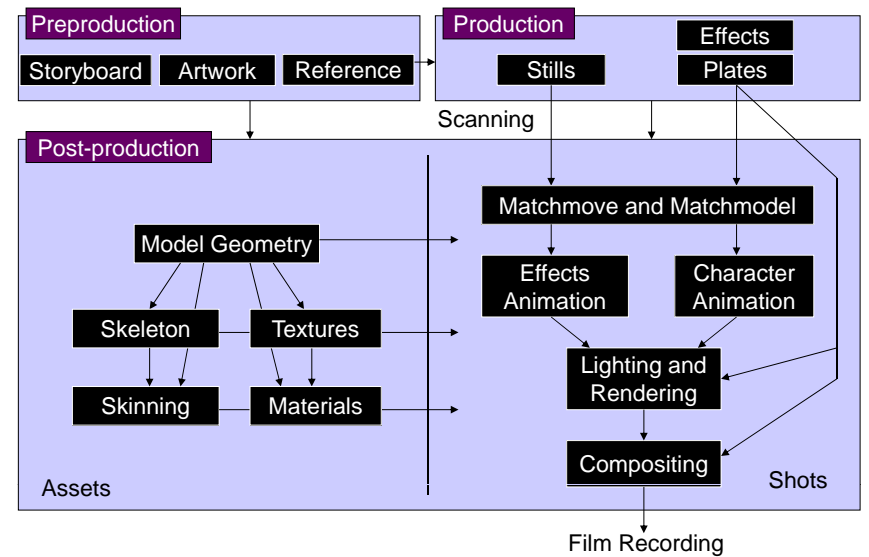 Preproduction
Storyboard
Artwork
Reference
Production
Effects
Stills
Plates
Scanning
Post-production
Model Geometry
Skeleton
Textures
Skinning
Materials
Assets
Matchmove and Matchmodel
Effects
Animation
Character
Animation
Lighting and
Rendering
Compositing
Shots
Film Recording